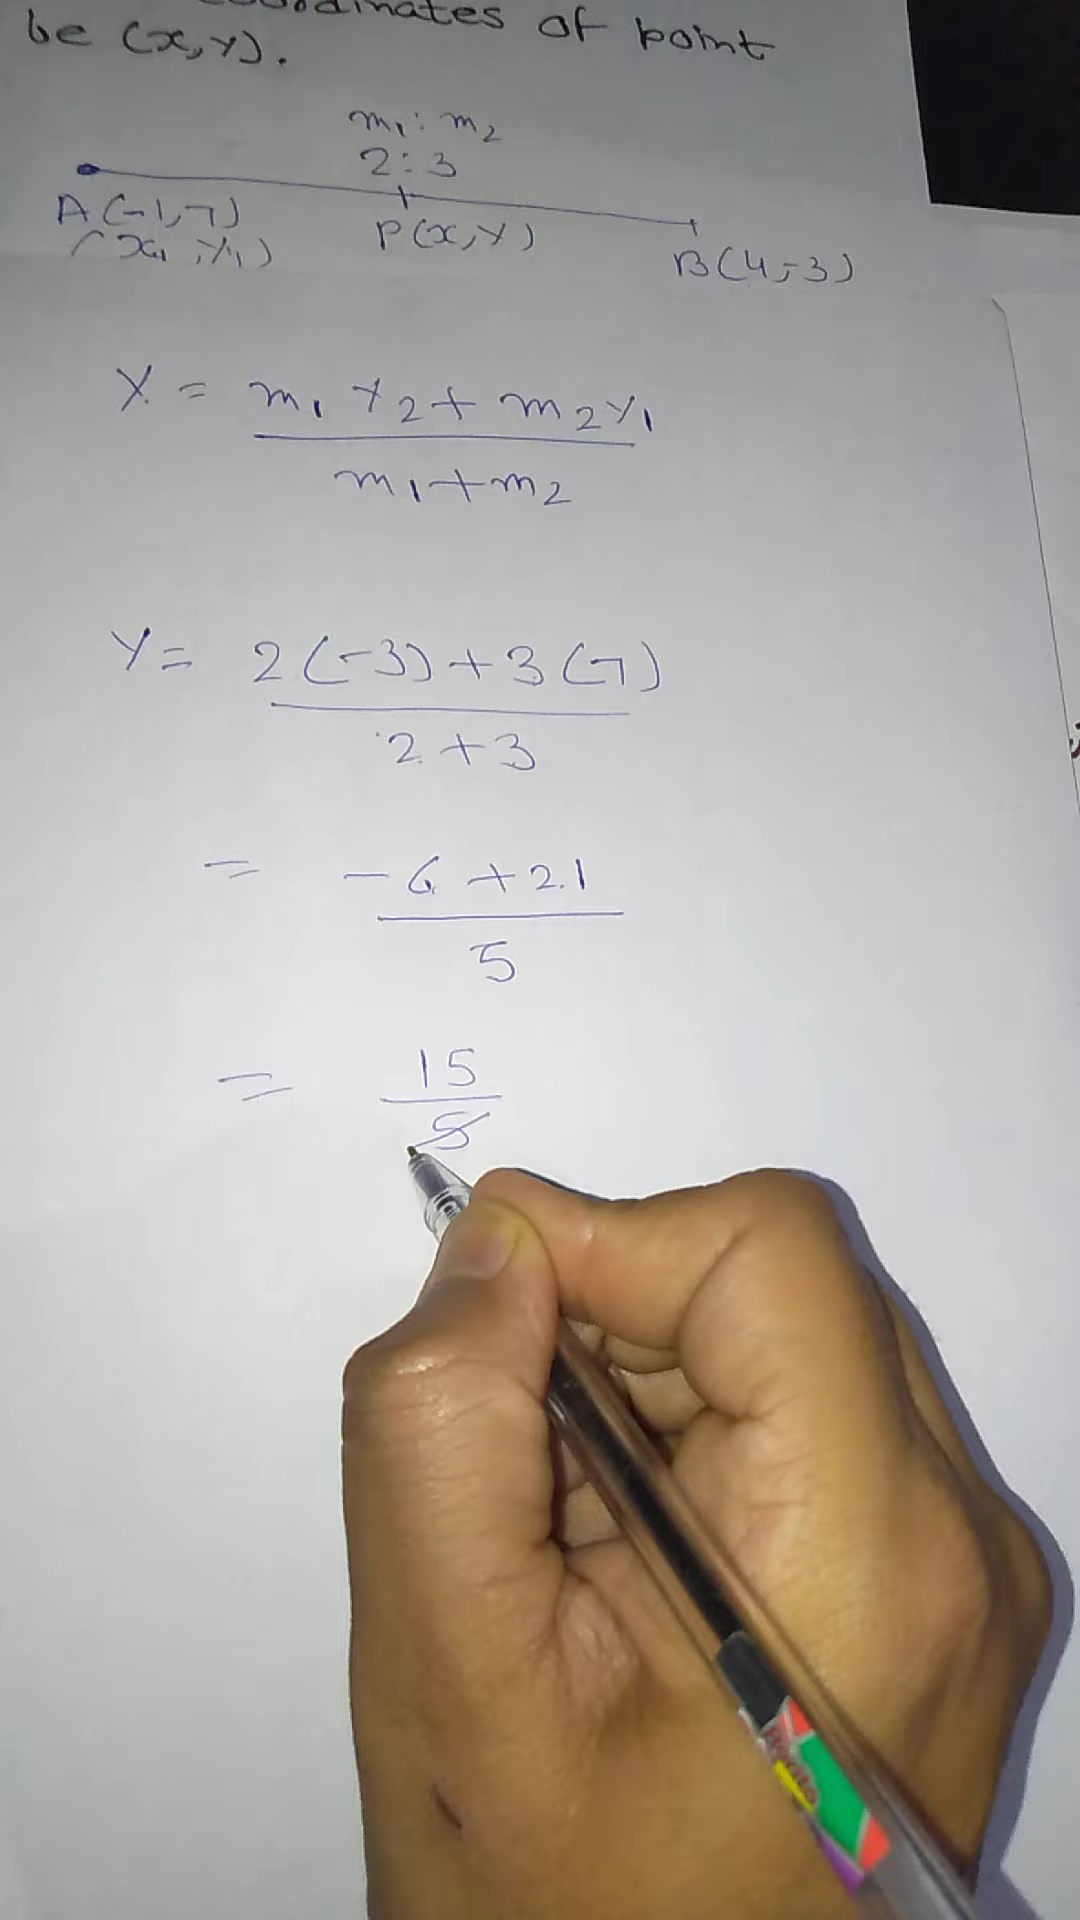 coordinates of point
be (x, y).
m₁ : m₂
2 : 3
A(-1, 7)
(x₁, y₁)
P(x, y)
B(4, -3)
Y = m₁ y₂ + m₂ y₁
m₁ + m₂
Y = 2(-3) + 3(7)
2 + 3
= -6 + 21
5
= 15
5